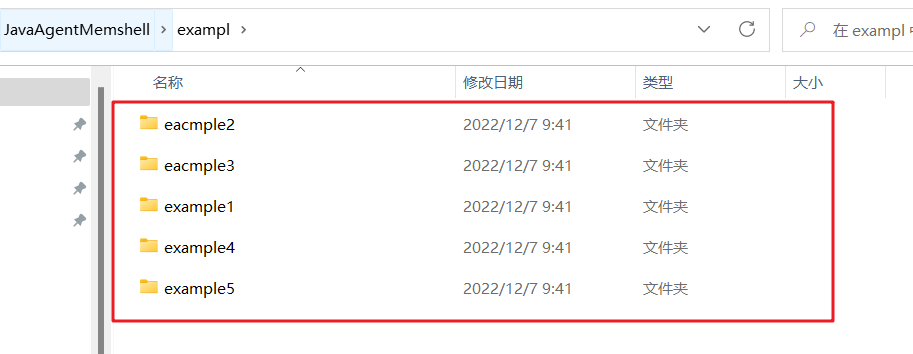 JavaAgentMemshell > exampl > 在 exampl 中
名称 修改日期 类型 大小
eacmple2 2022/12/7 9:41 文件夹
eacmple3 2022/12/7 9:41 文件夹
example1 2022/12/7 9:41 文件夹
example4 2022/12/7 9:41 文件夹
example5 2022/12/7 9:41 文件夹